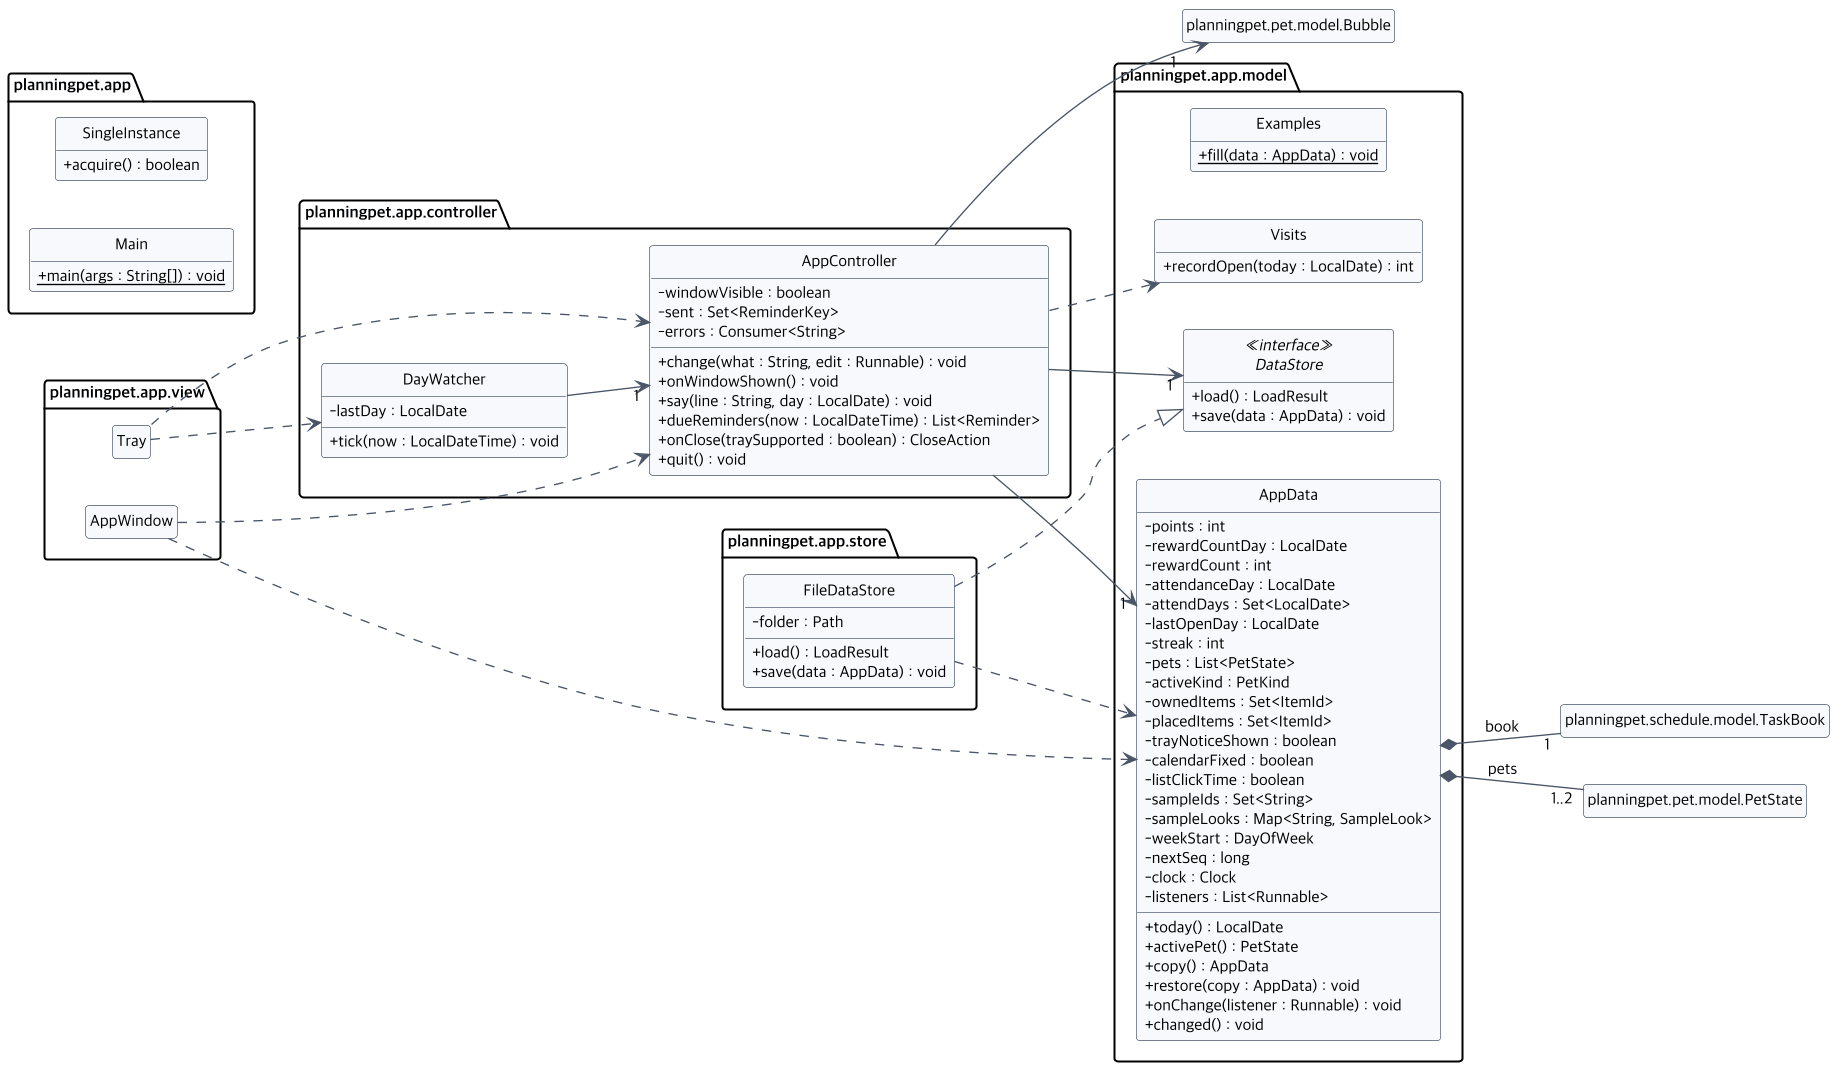 planningpet.pet.model.Bubble
1
planningpet.app
SingleInstance
+acquire() : boolean
Main
+main(args : String[]) : void
planningpet.app.controller
AppController
-windowVisible : boolean
-sent : Set<ReminderKey>
-errors : Consumer<String>
+change(what : String, edit : Runnable) : void
+onWindowShown() : void
+say(line : String, day : LocalDate) : void
+dueReminders(now : LocalDateTime) : List<Reminder>
+onClose(traySupported : boolean) : CloseAction
+quit() : void
DayWatcher
-lastDay : LocalDate
+tick(now : LocalDateTime) : void
1
planningpet.app.view
Tray
AppWindow
planningpet.app.store
FileDataStore
-folder : Path
+load() : LoadResult
+save(data : AppData) : void
planningpet.app.model
Examples
+fill(data : AppData) : void
Visits
+recordOpen(today : LocalDate) : int
≪interface≫
DataStore
+load() : LoadResult
+save(data : AppData) : void
1
AppData
-points : int
-rewardCountDay : LocalDate
-rewardCount : int
-attendanceDay : LocalDate
-attendDays : Set<LocalDate>
-lastOpenDay : LocalDate
-streak : int
-pets : List<PetState>
-activeKind : PetKind
-ownedItems : Set<ItemId>
-placedItems : Set<ItemId>
-trayNoticeShown : boolean
-calendarFixed : boolean
-listClickTime : boolean
-sampleIds : Set<String>
-sampleLooks : Map<String, SampleLook>
-weekStart : DayOfWeek
-nextSeq : long
-clock : Clock
-listeners : List<Runnable>
+today() : LocalDate
+activePet() : PetState
+copy() : AppData
+restore(copy : AppData) : void
+onChange(listener : Runnable) : void
+changed() : void
1
book
1
planningpet.schedule.model.TaskBook
pets
1..2
planningpet.pet.model.PetState